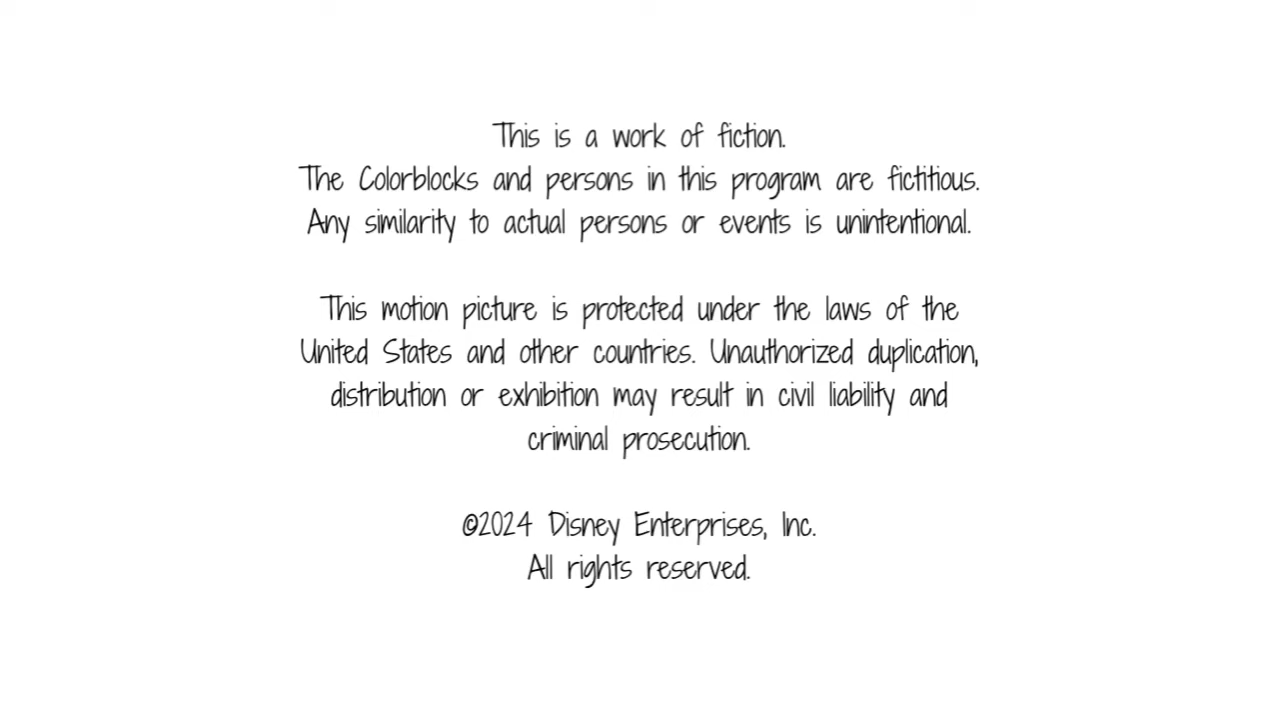 This is a work of fiction.
The Colorblocks and persons in this program are fictitious.
Any similarity to actual persons or events is unintentional.
This motion picture is protected under the laws of the
United States and other countries. Unauthorized duplication,
distribution or exhibition may result in civil liability and
criminal prosecution.
©2024 Disney Enterprises, Inc.
All rights reserved.